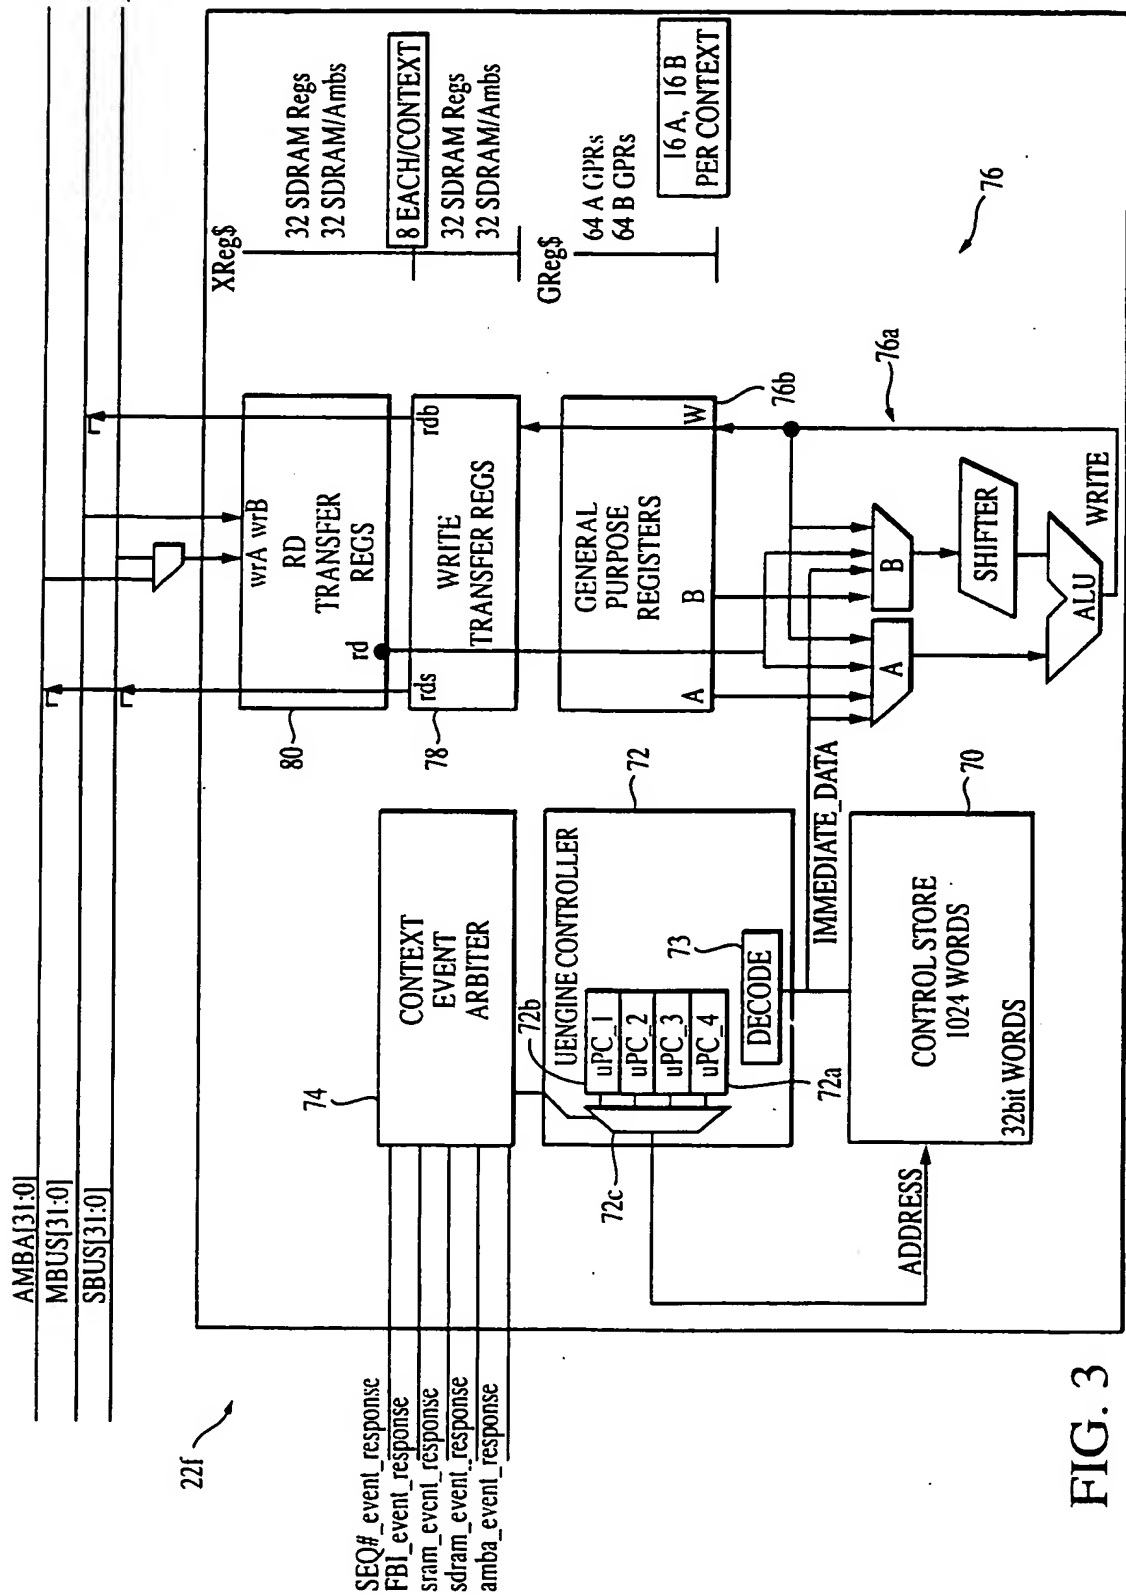 AMBA[31:0]
MBUS[31:0]
SBUS[31:0]
22f
SEQ#_event_response
FBI_event_response
sram_event_response
sdram_event_response
amba_event_response
74
CONTEXT
EVENT
ARBITER
72b
72c
72
UENGINE CONTROLLER
uPC_1
uPC_2
uPC_3
uPC_4
72a
73
DECODE
IMMEDIATE_DATA
ADDRESS
70
CONTROL STORE
1024 WORDS
32bit WORDS
80
wrA wrB
RD
TRANSFER
REGS
rd
78
rds
rdb
WRITE
TRANSFER REGS
GENERAL
PURPOSE
REGISTERS
A
B
W
76b
76a
A
B
SHIFTER
ALU
WRITE
XReg$
32 SDRAM Regs
32 SDRAM/Ambs
8 EACH/CONTEXT
32 SDRAM Regs
32 SDRAM/Ambs
GReg$
64 A GPRs
64 B GPRs
16 A, 16 B
PER CONTEXT
76
FIG. 3